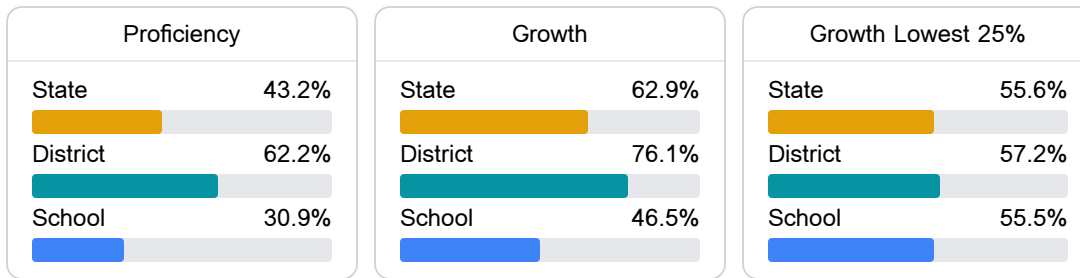 Proficiency
State 43.2%
District 62.2%
School 30.9%
Growth
State 62.9%
District 76.1%
School 46.5%
Growth Lowest 25%
State 55.6%
District 57.2%
School 55.5%